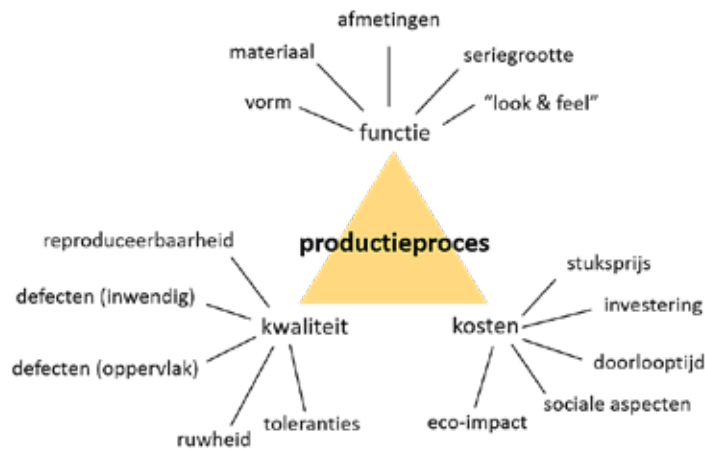 afmetingen
materiaal
seriegrootte
vorm
"look & feel"
functie
productieproces
reproduceerbaarheid
defecten (inwendig)
kwaliteit
defecten (oppervlak)
ruwheid
toleranties
stuksprijs
investering
kosten
doorlooptijd
sociale aspecten
eco-impact